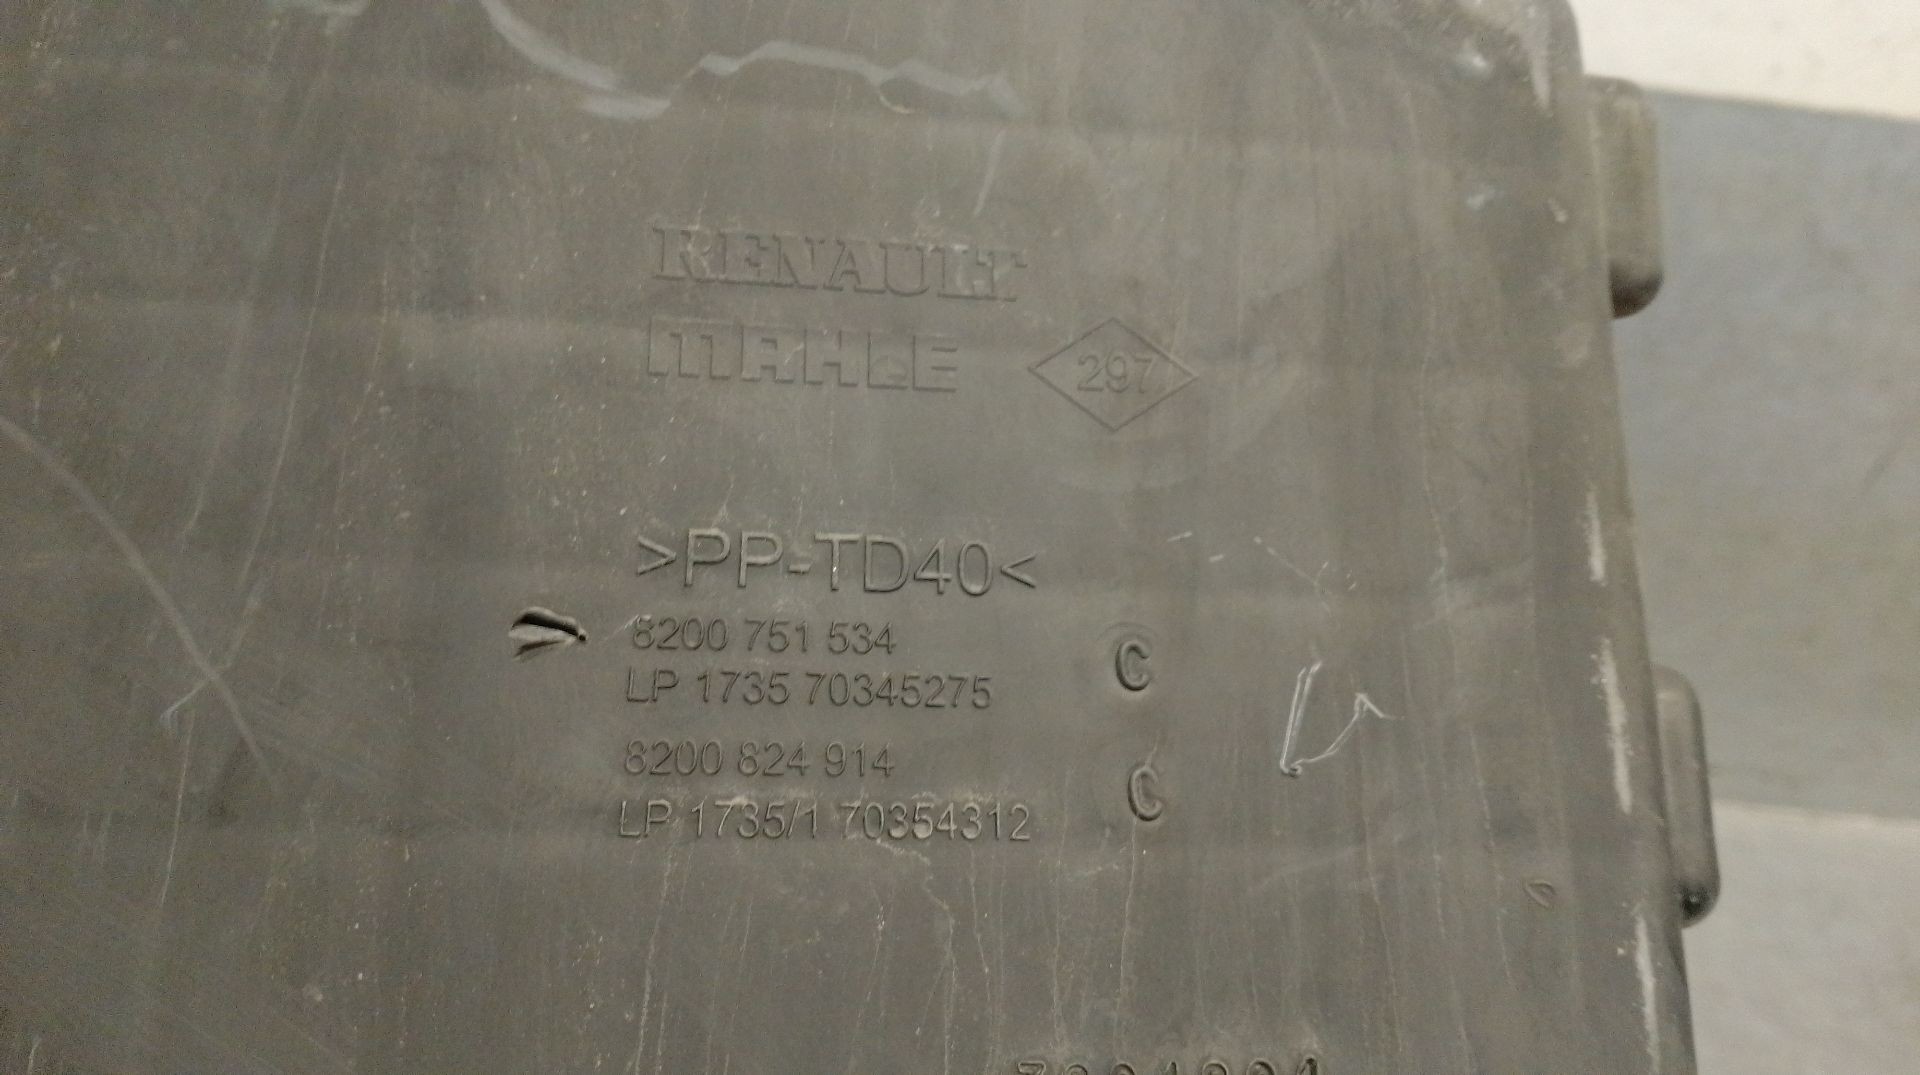 RENAULT
MAHLE
297
>PP-TD40<
8200 751 534 C
LP 1735 70345275
8200 824 914 C
LP 1735/1 70354312